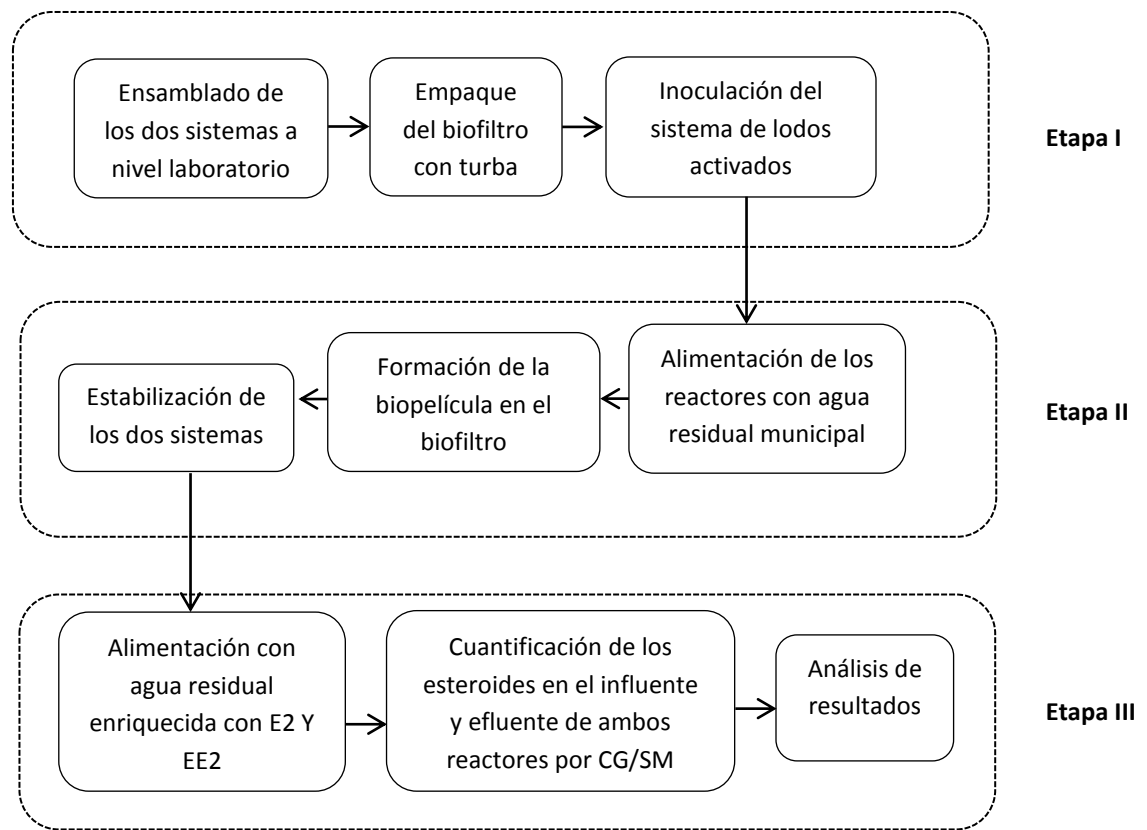 Ensamblado de
los dos sistemas a
nivel laboratorio
Empaque
del biofiltro
con turba
Inoculación del
sistema de lodos
activados
Etapa I
Alimentación de los
reactores con agua
residual municipal
Formación de la
biopelícula en el
biofiltro
Estabilización de
los dos sistemas
Etapa II
Alimentación con
agua residual
enriquecida con E2 Y
EE2
Cuantificación de los
esteroides en el influente
y efluente de ambos
reactores por CG/SM
Análisis de
resultados
Etapa III